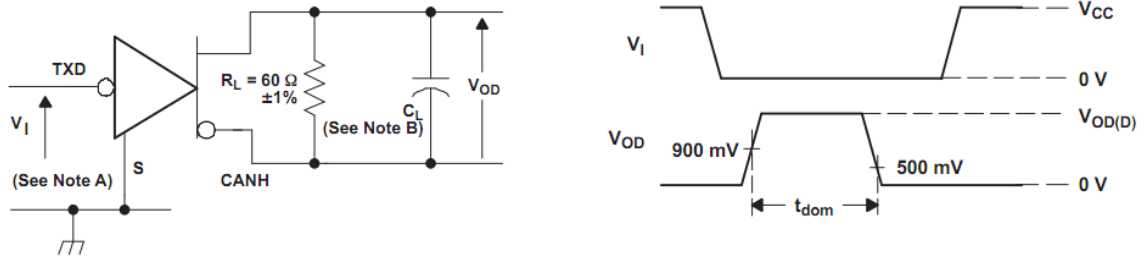 TXD
V_I
(See Note A)
S
R_L = 60 Ω
±1%
C_L
(See Note B)
V_OD
CANH
V_I
V_CC
0 V
V_OD
900 mV
V_OD(D)
500 mV
0 V
t_dom